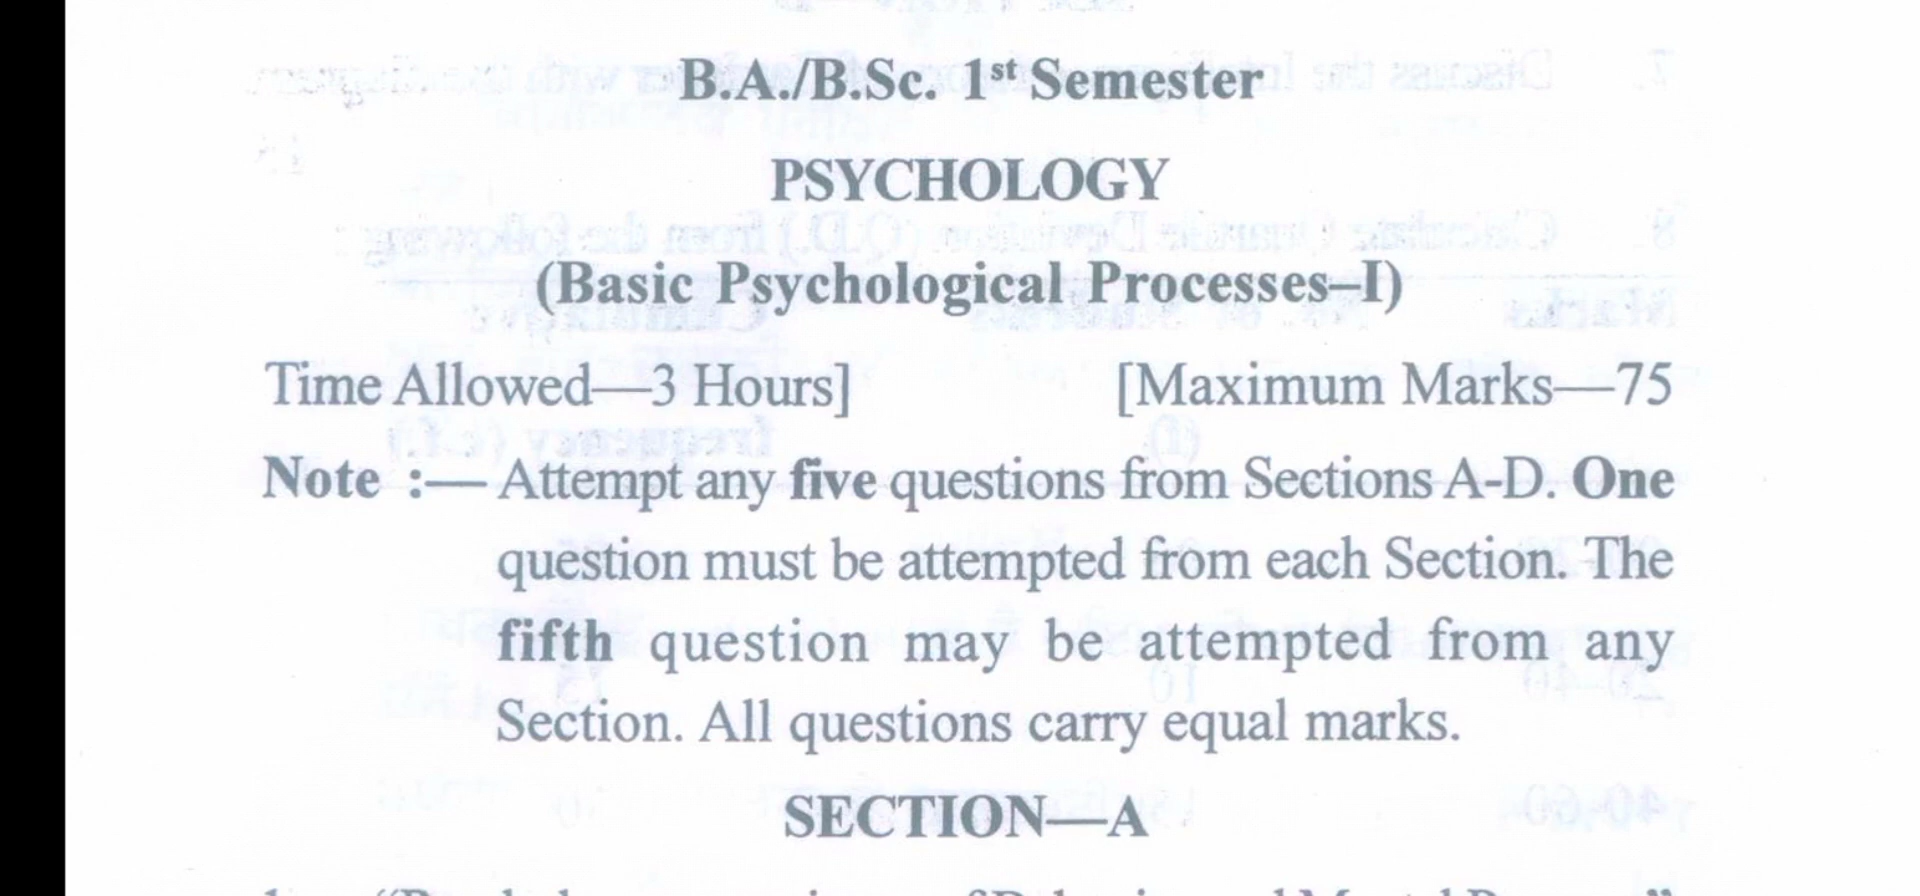 B.A./B.Sc. 1st Semester
PSYCHOLOGY
(Basic Psychological Processes–I)
Time Allowed—3 Hours] [Maximum Marks—75
Note :— Attempt any five questions from Sections A-D. One
question must be attempted from each Section. The
fifth question may be attempted from any
Section. All questions carry equal marks.
SECTION—A